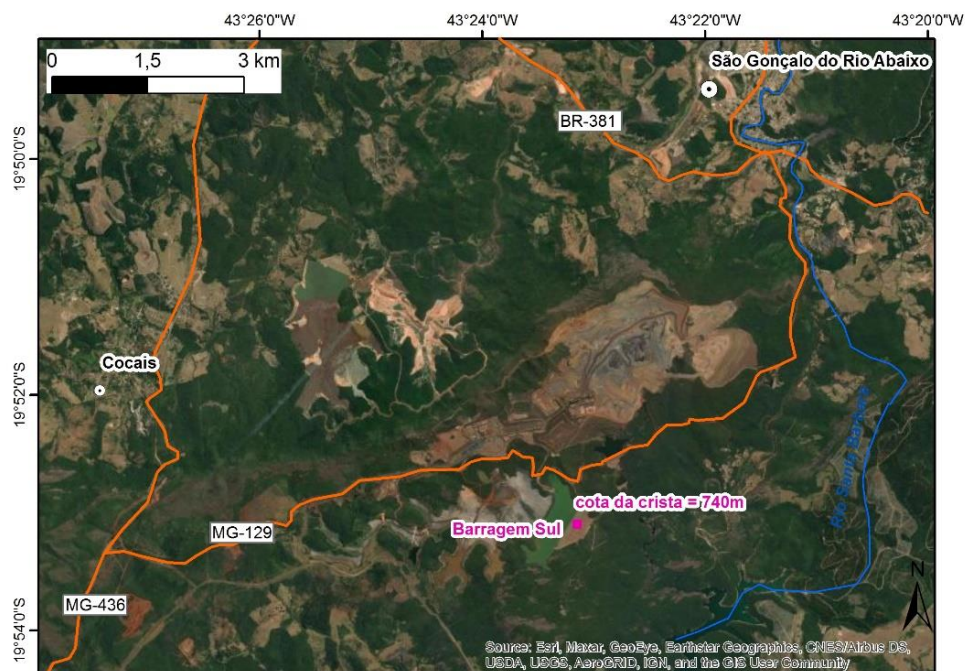 43°26'0"W
43°24'0"W
43°22'0"W
43°20'0"W
0 1,5 3 km
São Gonçalo do Rio Abaixo
BR-381
19°50'0"S
Cocais
19°52'0"S
Rio Santa Bárbara
cota da crista = 740m
Barragem Sul
MG-129
MG-436
19°54'0"S
N
Source: Esri, Maxar, GeoEye, Earthstar Geographics, CNES/Airbus DS,
USDA, USGS, AeroGRID, IGN, and the GIS User Community